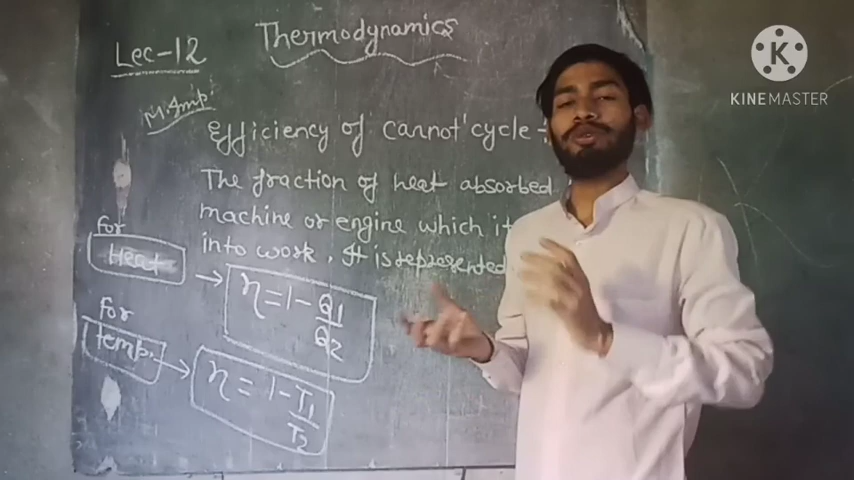 Lec-12
Thermodynamics
M.Imp.
Efficiency of Carnot' cycle -:
The fraction of heat absorbed
machine or engine which it
into work. It is represented
for
Heat
→ η = 1 - Q1/Q2
for
temp.
→ η = 1 - T1/T2
K
KINEMASTER